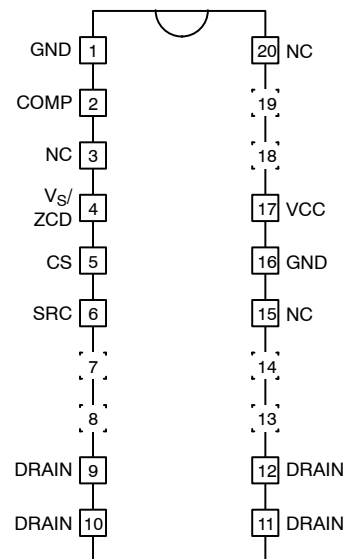 GND 1 20 NC
COMP 2 19
NC 3 18
V_S/
ZCD 4 17 VCC
CS 5 16 GND
SRC 6 15 NC
7 14
8 13
DRAIN 9 12 DRAIN
DRAIN 10 11 DRAIN